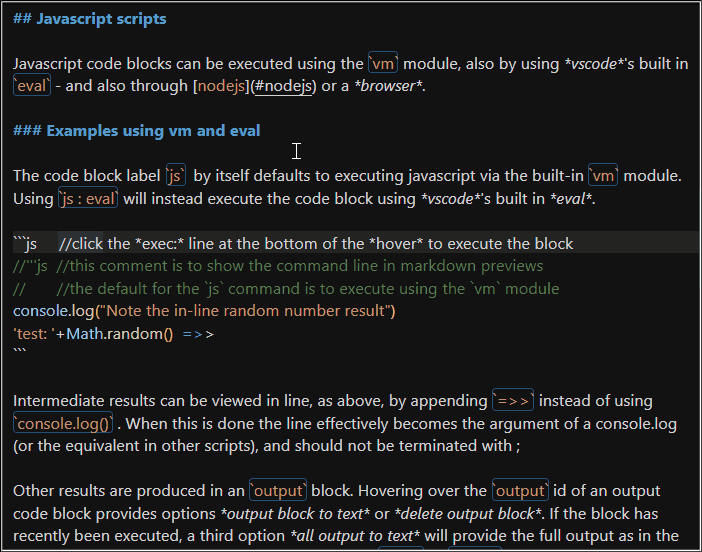 ## Javascript scripts
Javascript code blocks can be executed using the `vm` module, also by using *vscode*'s built in
`eval` - and also through [nodejs](#nodejs) or a *browser*.
### Examples using vm and eval
The code block label `js`  by itself defaults to executing javascript via the built-in `vm` module.
Using `js : eval` will instead execute the code block using *vscode*'s built in *eval*.
```js    //click the *exec:* line at the bottom of the *hover* to execute the block
//'''js  //this comment is to show the command line in markdown previews
//       //the default for the `js` command is to execute using the `vm` module
console.log("Note the in-line random number result")
'test: '+Math.random()  =>>
```
Intermediate results can be viewed in line, as above, by appending `=>>` instead of using
`console.log()` . When this is done the line effectively becomes the argument of a console.log
(or the equivalent in other scripts), and should not be terminated with ;
Other results are produced in an `output` block. Hovering over the `output` id of an output
code block provides options *output block to text* or *delete output block*. If the block has
recently been executed, a third option *all output to text* will provide the full output as in the